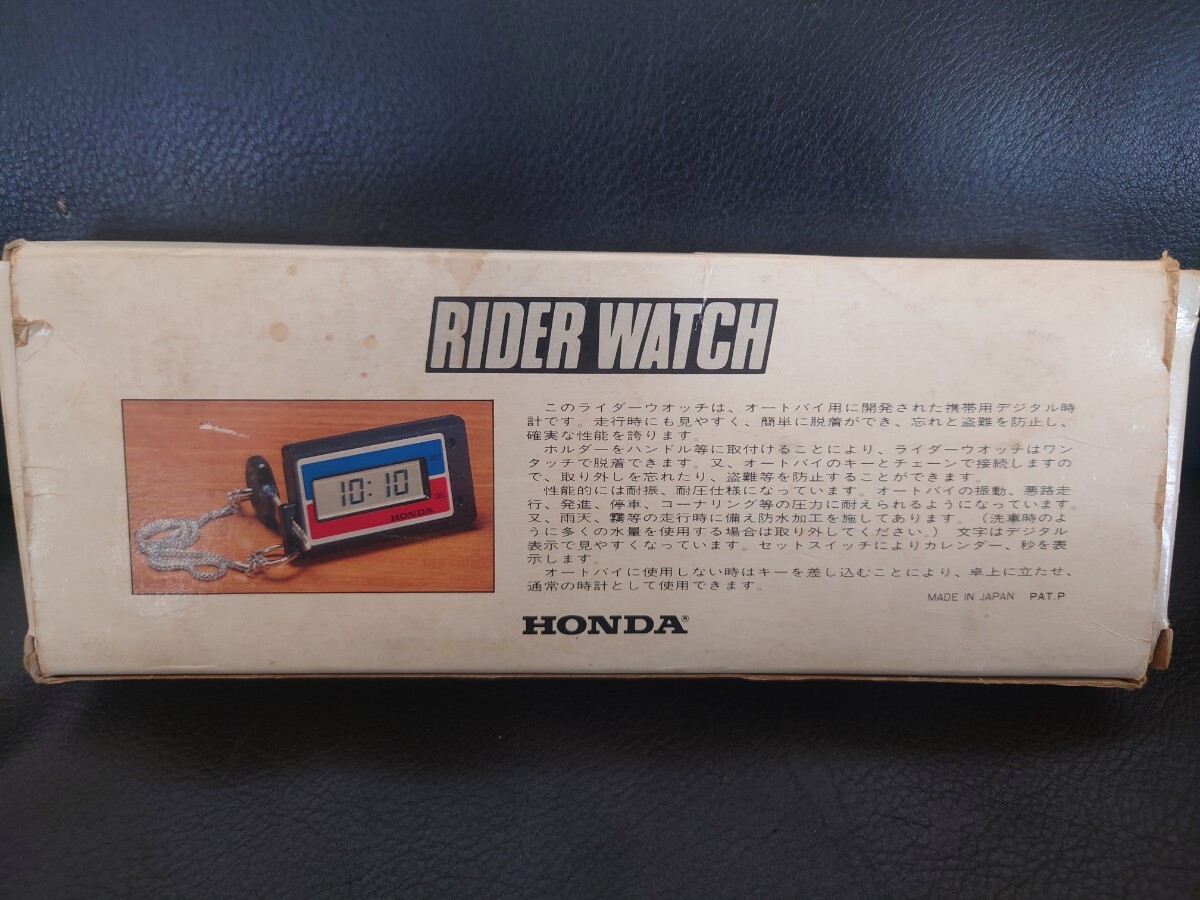 RIDER WATCH
10:10
SET
SEL
HONDA
このライダーウオッチは、オートバイ用に開発された携帯用デジタル時
計です。走行時にも見やすく、簡単に脱着ができ、忘れと盗難を防止し、
確実な性能を誇ります。
ホルダーをハンドル等に取付けることにより、ライダーウオッチはワン
タッチで脱着できます。又、オートバイのキーとチェーンで接続しますの
で、取り外しを忘れたり、盗難等を防止することができます。
性能的には耐振、耐圧仕様になっています。オートバイの振動、悪路走
行、発進、停車、コーナリング等の圧力に耐えられるようになっています。
又、雨天、霧等の走行時に備え防水加工を施してあります。(洗車時のよ
うに多くの水量を使用する場合は取り外してください。) 文字はデジタル
表示で見やすくなっています。セットスイッチによりカレンダー、秒を表
示します。
オートバイに使用しない時はキーを差し込むことにより、卓上に立たせ、
通常の時計として使用できます。
MADE IN JAPAN PAT.P
HONDA®